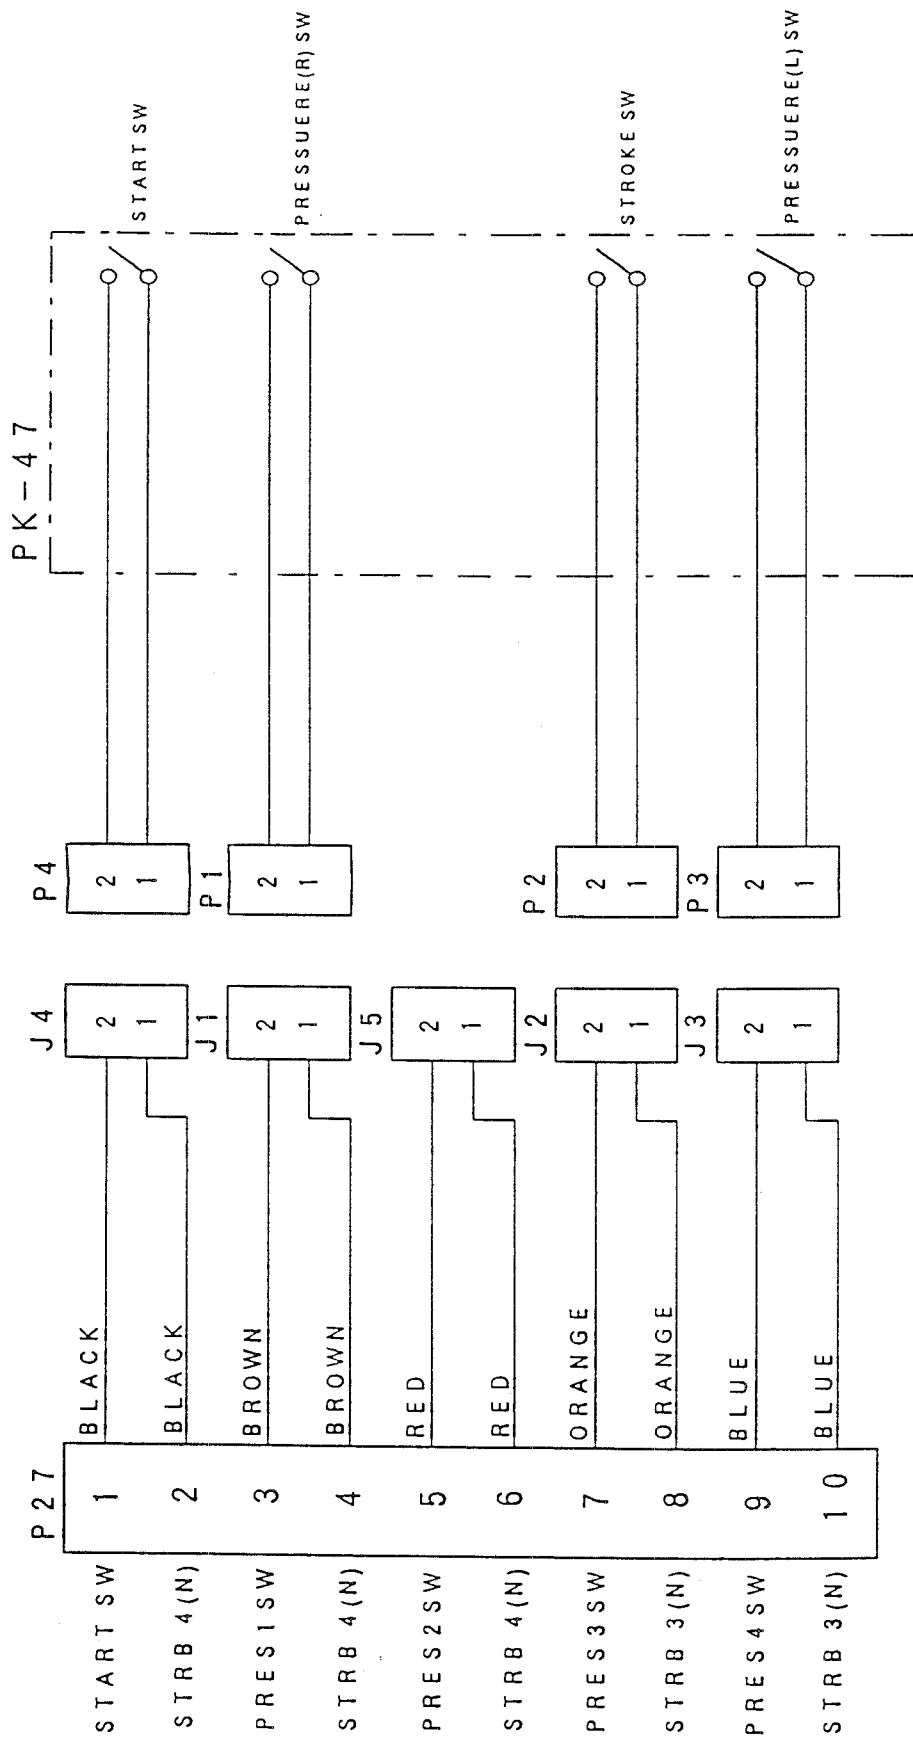 PK-47
P27
J4
P4
START SW
1
BLACK
2
2
START SW
STRB 4(N)
2
BLACK
1
1
J1
P1
PRES1SW
3
BROWN
2
2
PRESSUERE(R) SW
STRB 4(N)
4
BROWN
1
1
J5
PRES2SW
5
RED
2
STRB 4(N)
6
RED
1
J2
P2
PRES3SW
7
ORANGE
2
2
STROKE SW
STRB 3(N)
8
ORANGE
1
1
J3
P3
PRES4SW
9
BLUE
2
2
PRESSUERE(L) SW
STRB 3(N)
10
BLUE
1
1